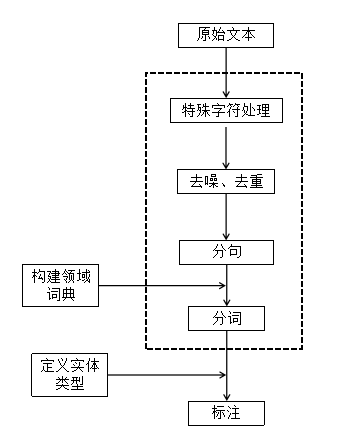 原始文本
特殊字符处理
去噪、去重
分句
构建领域
词典
分词
定义实体
类型
标注